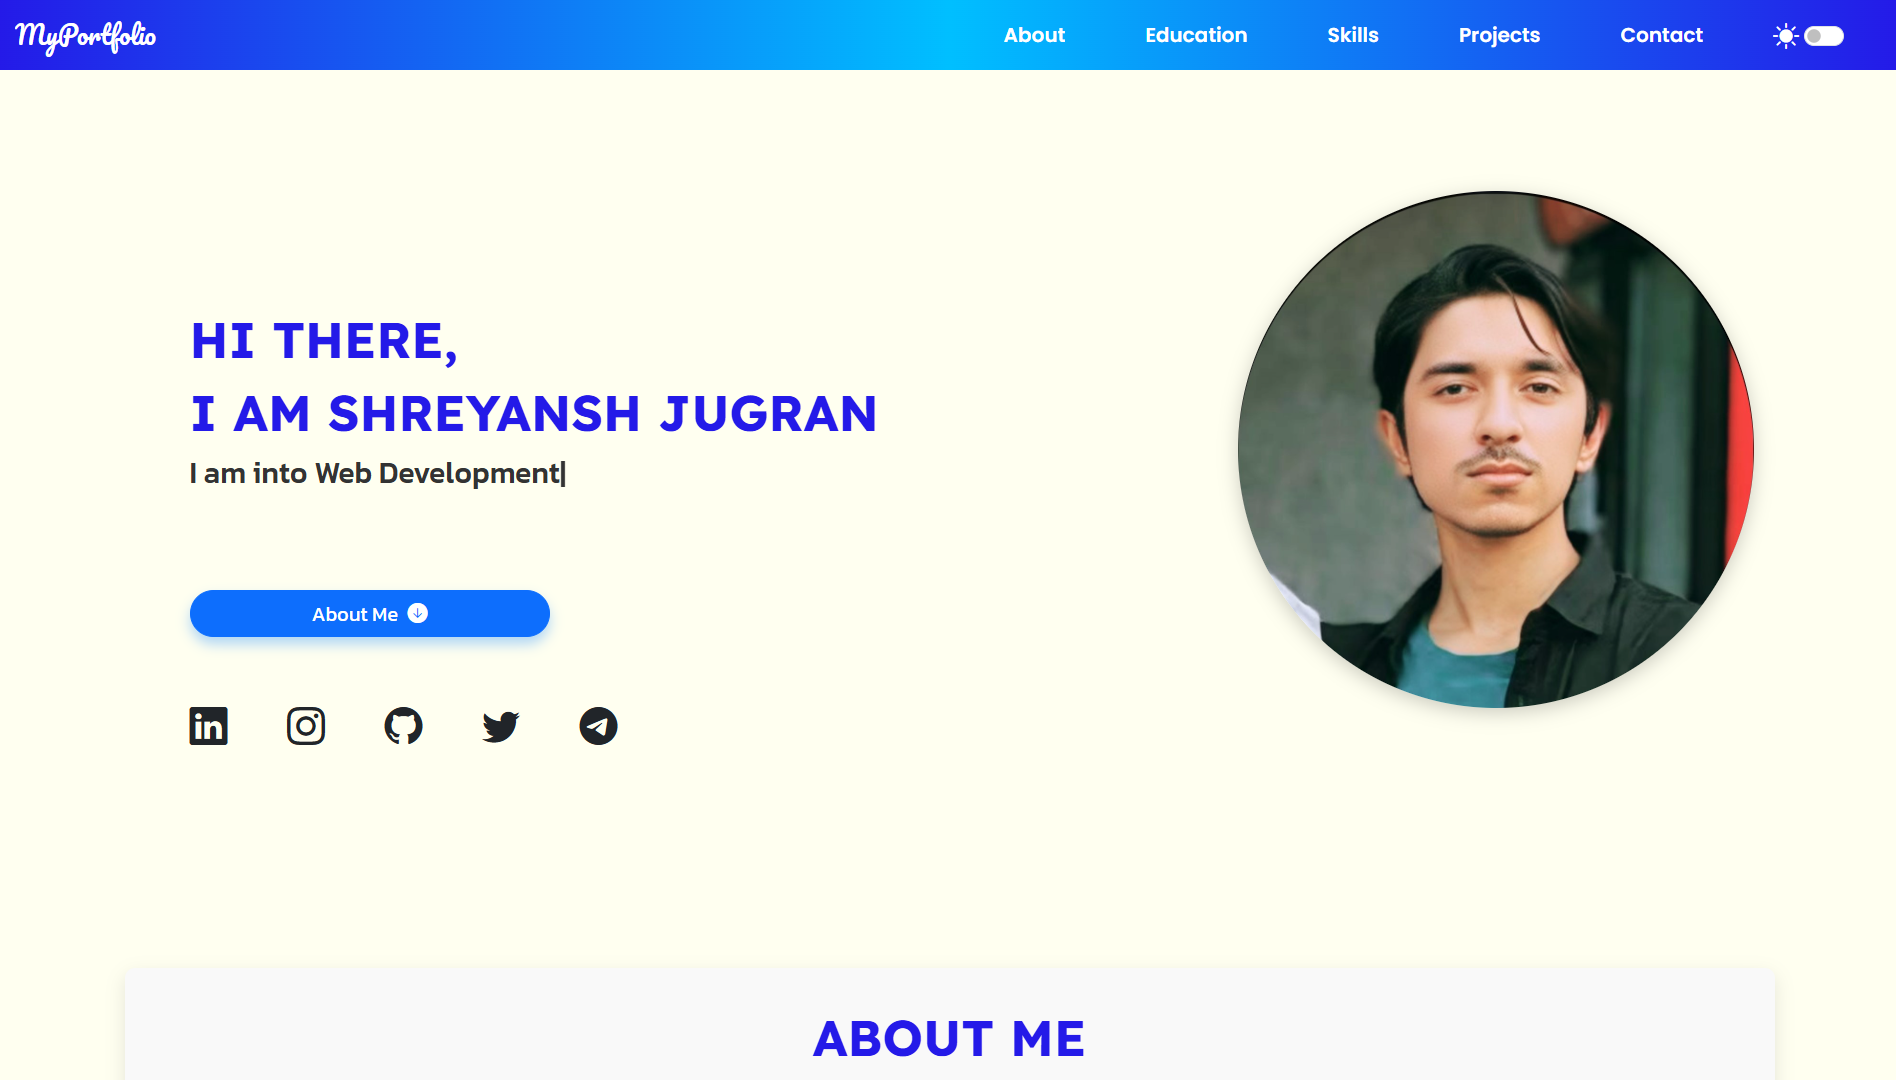 MyPortfolio
About
Education
Skills
Projects
Contact
HI THERE,
I AM SHREYANSH JUGRAN
I am into Web Development|
About Me
ABOUT ME